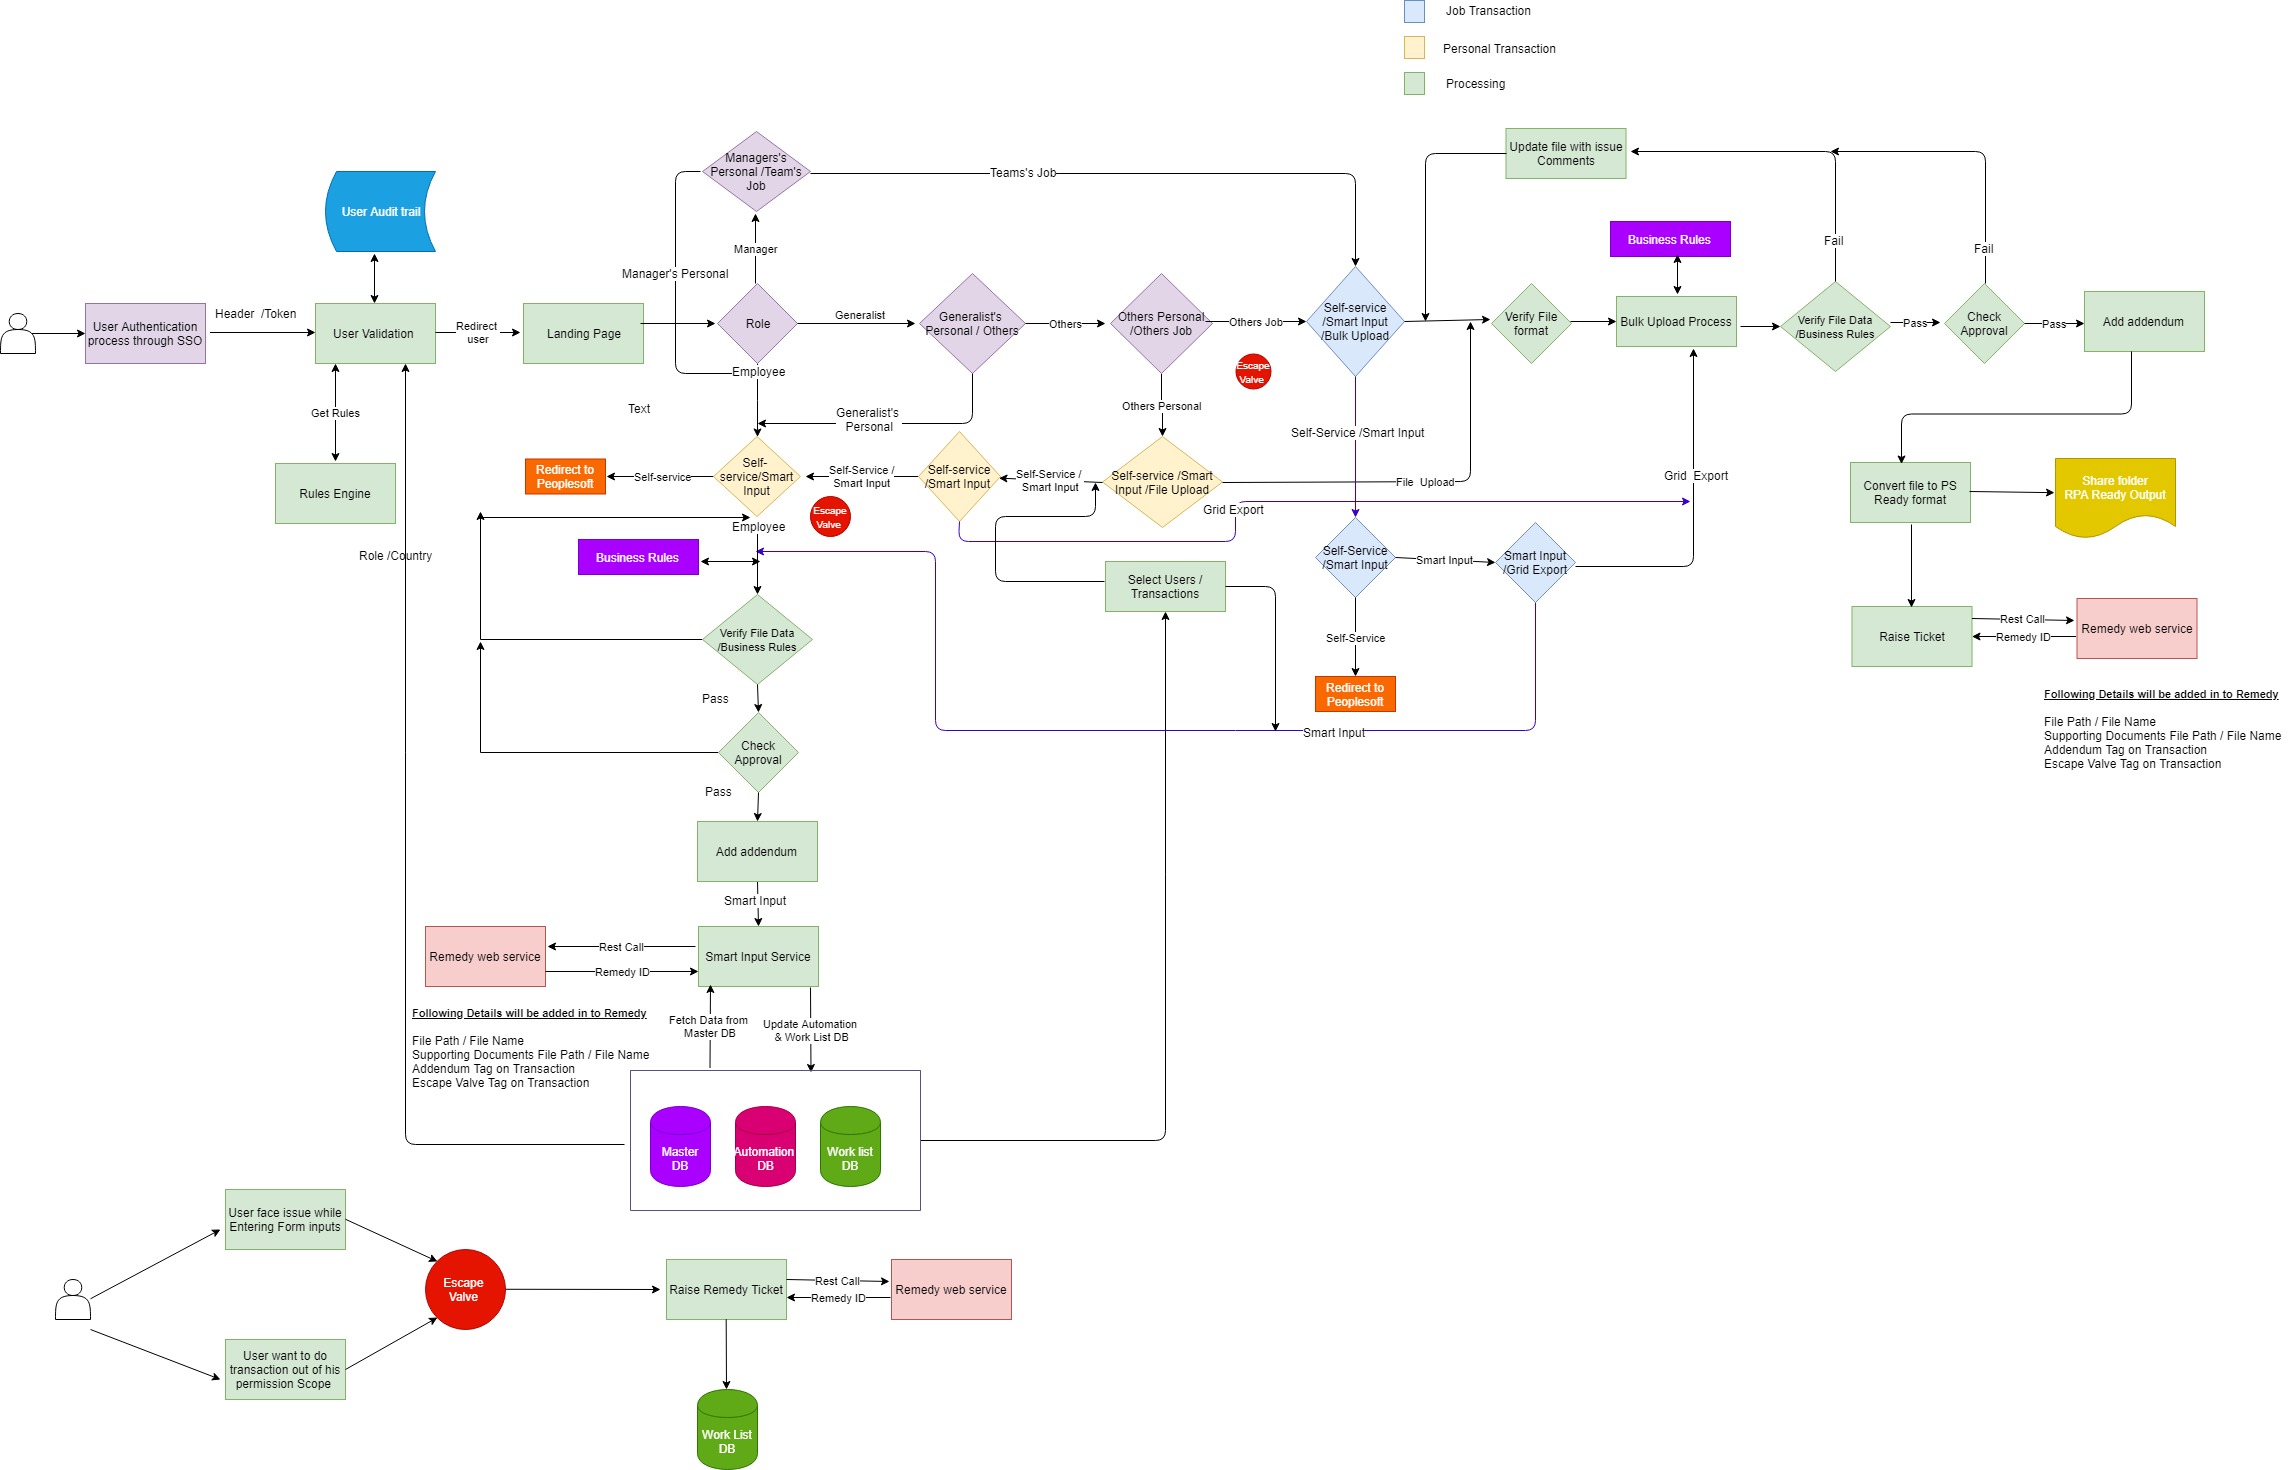 Job Transaction
Personal Transaction
Processing
Update file with issue
Comments
Managers's
Personal /Team's
Job
Teams's Job
User Audit trail
Business Rules
Fail
Fail
Manager
Manager's Personal
User Authentication
process through SSO
Header /Token
User Validation
Redirect
user
Landing Page
Role
Generalist
Generalist's
Personal / Others
Others
Others Personal
/Others Job
Others Job
Self-service
/Smart Input
/Bulk Upload
Verify File
format
Bulk Upload Process
Verify File Data
/Business Rules
Pass
Check
Approval
Pass
Add addendum
Escape
Valve
Employee
Get Rules
Text
Generalist's
Personal
Others Personal
Self-Service /Smart Input
Rules Engine
Redirect to
Peoplesoft
Self-service
Self-
service/Smart
Input
Self-Service /
Smart Input
Self-service
/Smart Input
Self-Service /
Smart Input
Self-service /Smart
Input /File Upload
File Upload
Grid Export
Grid Export
Convert file to PS
Ready format
Share folder
RPA Ready Output
Escape
Valve
Employee
Role /Country
Business Rules
Select Users /
Transactions
Self-Service
/Smart Input
Smart Input
Smart Input
/Grid Export
Verify File Data
/Business Rules
Self-Service
Redirect to
Peoplesoft
Raise Ticket
Rest Call
Remedy ID
Remedy web service
Pass
Check
Approval
Smart Input
Following Details will be added in to Remedy
File Path / File Name
Supporting Documents File Path / File Name
Addendum Tag on Transaction
Escape Valve Tag on Transaction
Pass
Add addendum
Smart Input
Remedy web service
Rest Call
Remedy ID
Smart Input Service
Following Details will be added in to Remedy
File Path / File Name
Supporting Documents File Path / File Name
Addendum Tag on Transaction
Escape Valve Tag on Transaction
Fetch Data from
Master DB
Update Automation
& Work List DB
Master
DB
Automation
DB
Work list
DB
User face issue while
Entering Form inputs
Escape
Valve
User want to do
transaction out of his
permission Scope
Raise Remedy Ticket
Rest Call
Remedy ID
Remedy web service
Work List
DB